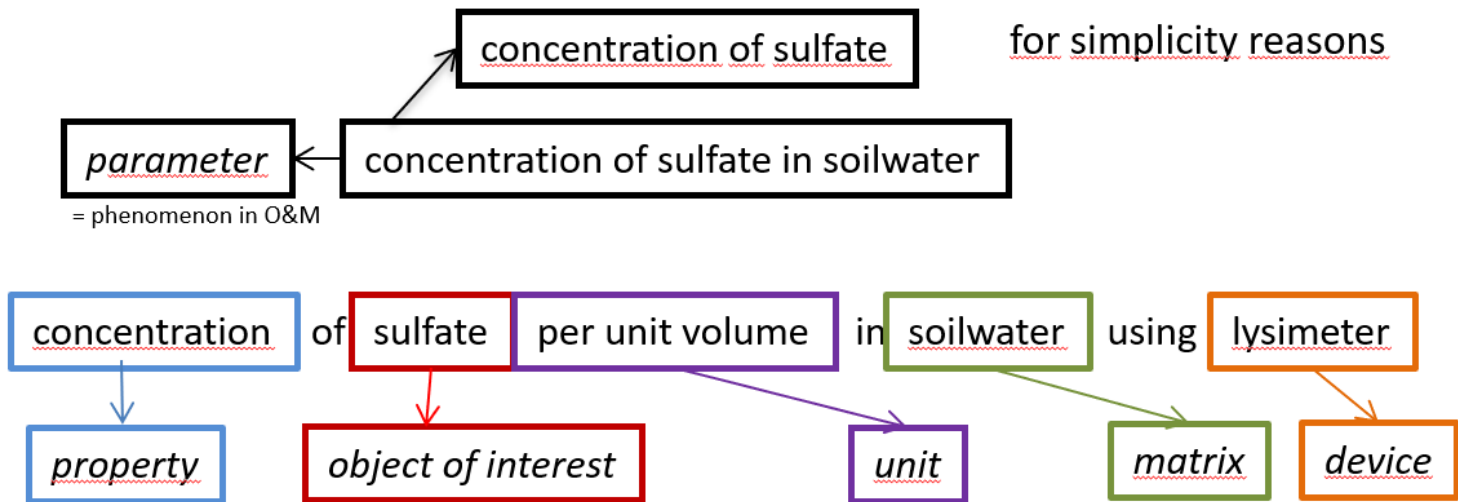 concentration of sulfate for simplicity reasons
parameter concentration of sulfate in soilwater
= phenomenon in O&M
concentration of sulfate per unit volume in soilwater using lysimeter
property object of interest unit matrix device